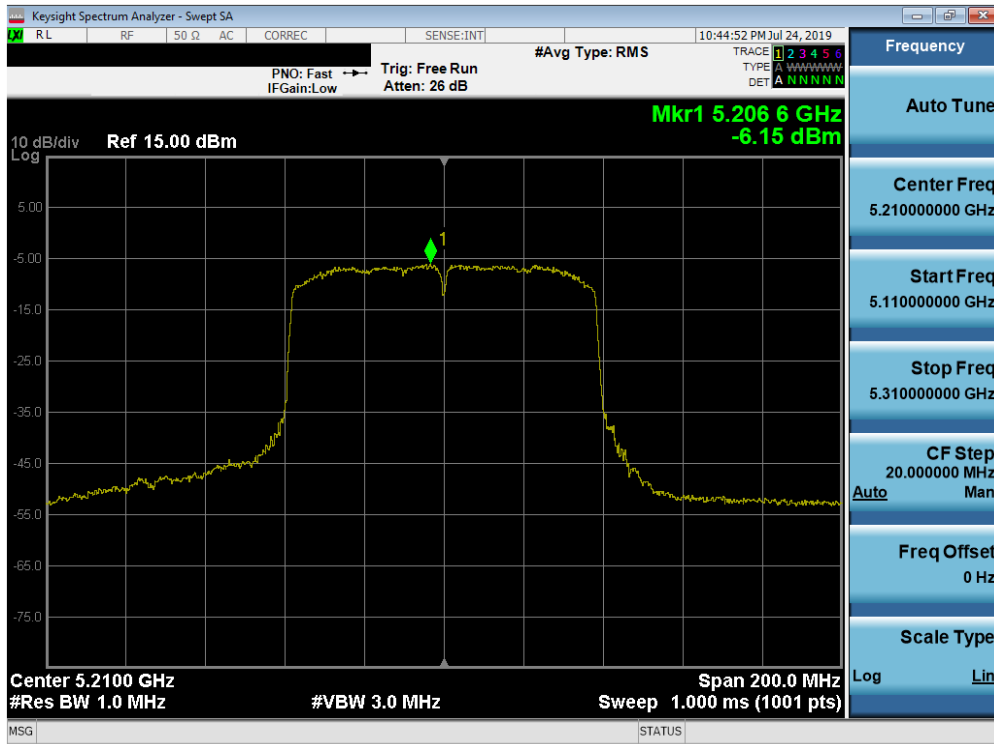 Keysight Spectrum Analyzer - Swept SA
LXI RL RF 50 Ω AC CORREC SENSE:INT 10:44:52 PM Jul 24, 2019
#Avg Type: RMS TRACE 1 2 3 4 5 6
PNO: Fast Trig: Free Run TYPE A WWWWW
IFGain:Low Atten: 26 dB DET A N N N N N
Mkr1 5.206 6 GHz
-6.15 dBm
10 dB/div Ref 15.00 dBm
Log
5.00
1
-5.00
-15.0
-25.0
-35.0
-45.0
-55.0
-65.0
-75.0
Center 5.2100 GHz Span 200.0 MHz
#Res BW 1.0 MHz #VBW 3.0 MHz Sweep 1.000 ms (1001 pts)
MSG STATUS
Frequency
Auto Tune
Center Freq
5.210000000 GHz
Start Freq
5.110000000 GHz
Stop Freq
5.310000000 GHz
CF Step
20.000000 MHz
Auto Man
Freq Offset
0 Hz
Scale Type
Log Lin